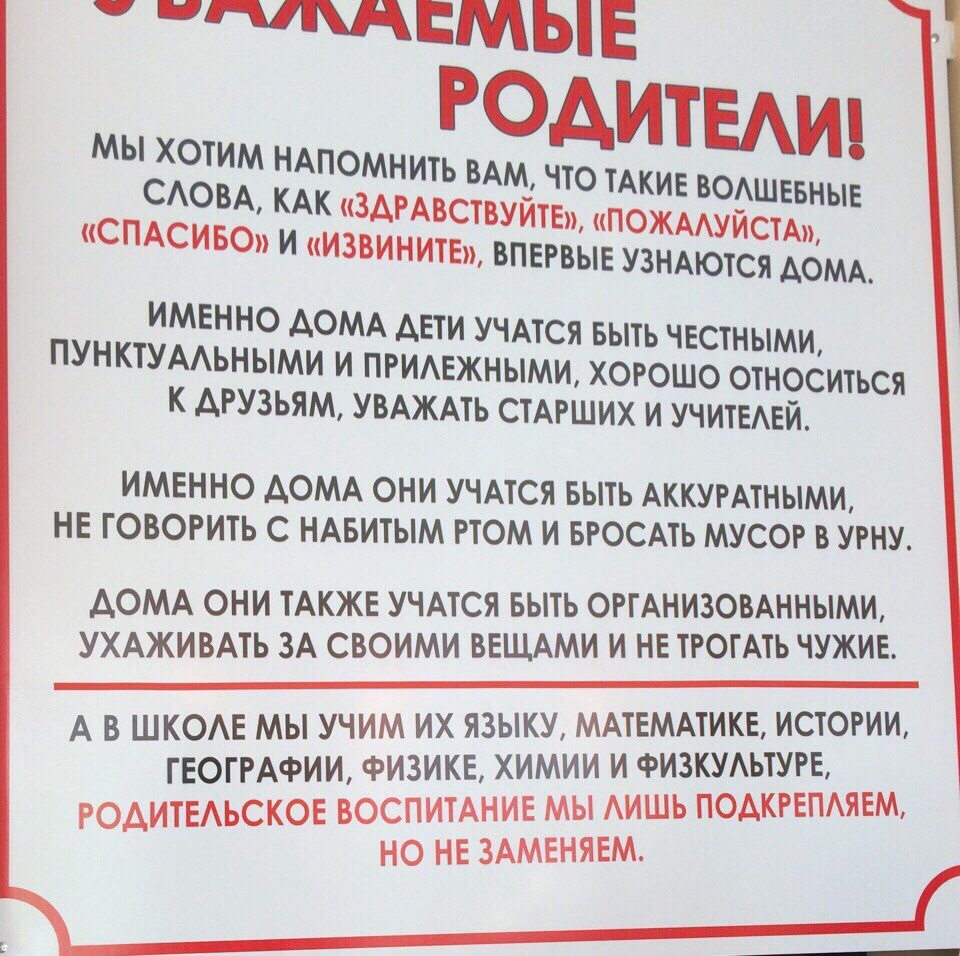 УВАЖАЕМЫЕ
РОДИТЕЛИ!
МЫ ХОТИМ НАПОМНИТЬ ВАМ, ЧТО ТАКИЕ ВОЛШЕБНЫЕ
СЛОВА, КАК «ЗДРАВСТВУЙТЕ», «ПОЖАЛУЙСТА»,
«СПАСИБО» И «ИЗВИНИТЕ», ВПЕРВЫЕ УЗНАЮТСЯ ДОМА.
ИМЕННО ДОМА ДЕТИ УЧАТСЯ БЫТЬ ЧЕСТНЫМИ,
ПУНКТУАЛЬНЫМИ И ПРИЛЕЖНЫМИ, ХОРОШО ОТНОСИТЬСЯ
К ДРУЗЬЯМ, УВАЖАТЬ СТАРШИХ И УЧИТЕЛЕЙ.
ИМЕННО ДОМА ОНИ УЧАТСЯ БЫТЬ АККУРАТНЫМИ,
НЕ ГОВОРИТЬ С НАБИТЫМ РТОМ И БРОСАТЬ МУСОР В УРНУ.
ДОМА ОНИ ТАКЖЕ УЧАТСЯ БЫТЬ ОРГАНИЗОВАННЫМИ,
УХАЖИВАТЬ ЗА СВОИМИ ВЕЩАМИ И НЕ ТРОГАТЬ ЧУЖИЕ.
А В ШКОЛЕ МЫ УЧИМ ИХ ЯЗЫКУ, МАТЕМАТИКЕ, ИСТОРИИ,
ГЕОГРАФИИ, ФИЗИКЕ, ХИМИИ И ФИЗКУЛЬТУРЕ,
РОДИТЕЛЬСКОЕ ВОСПИТАНИЕ МЫ ЛИШЬ ПОДКРЕПЛЯЕМ,
НО НЕ ЗАМЕНЯЕМ.